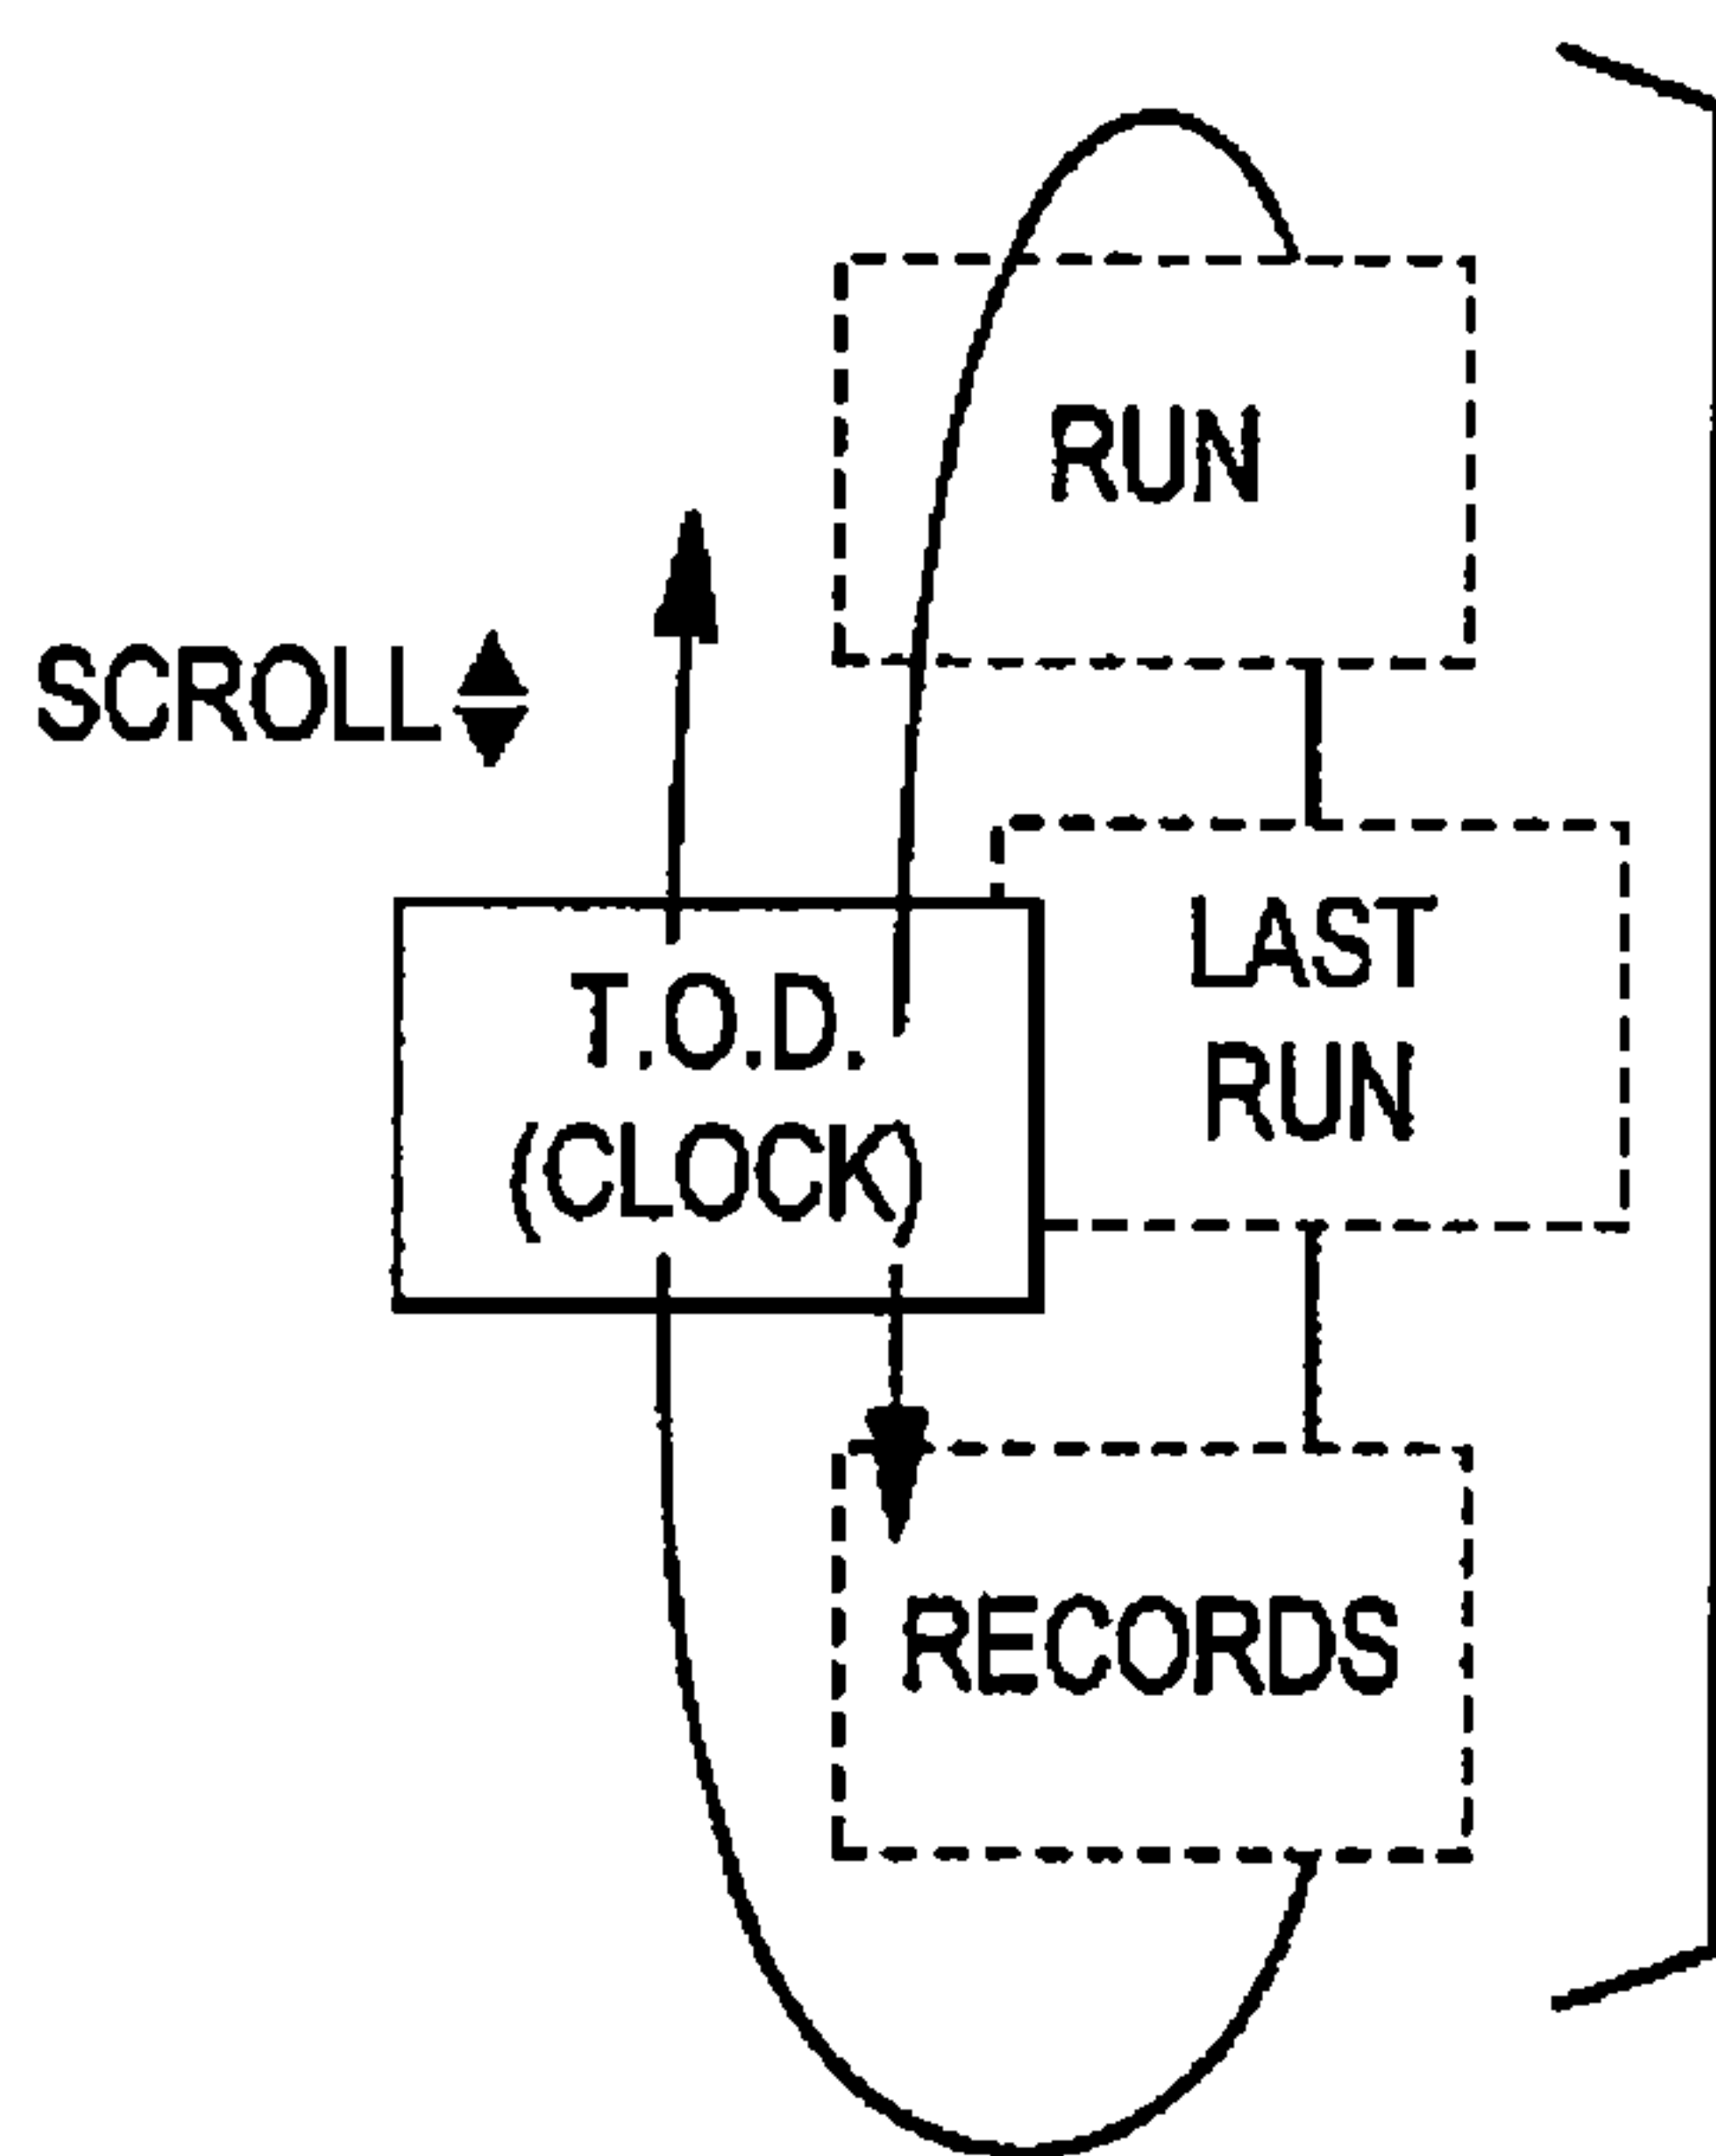 RUN
SCROLL
LAST
RUN
T.O.D.
(CLOCK)
RECORDS